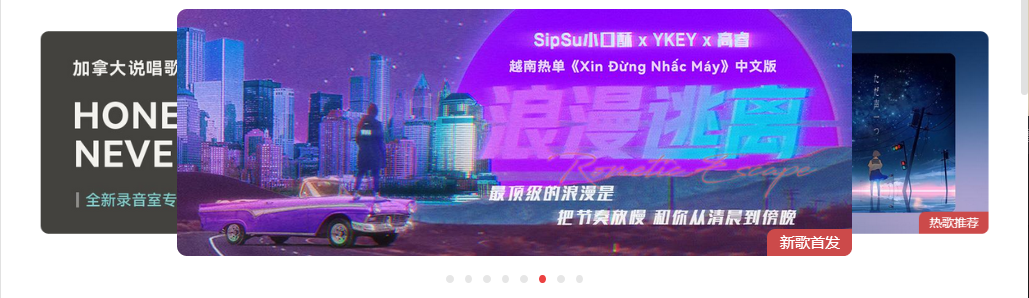 加拿大说唱歌
HONE
NEVE
全新录音室专
SipSu小口酥 x YKEY x 高睿
越南热单《Xin Đừng Nhấc Máy》中文版
浪漫逃离
Romantic Escape
最顶级的浪漫是
把节奏放慢 和你从清晨到傍晚
新歌首发
热歌推荐